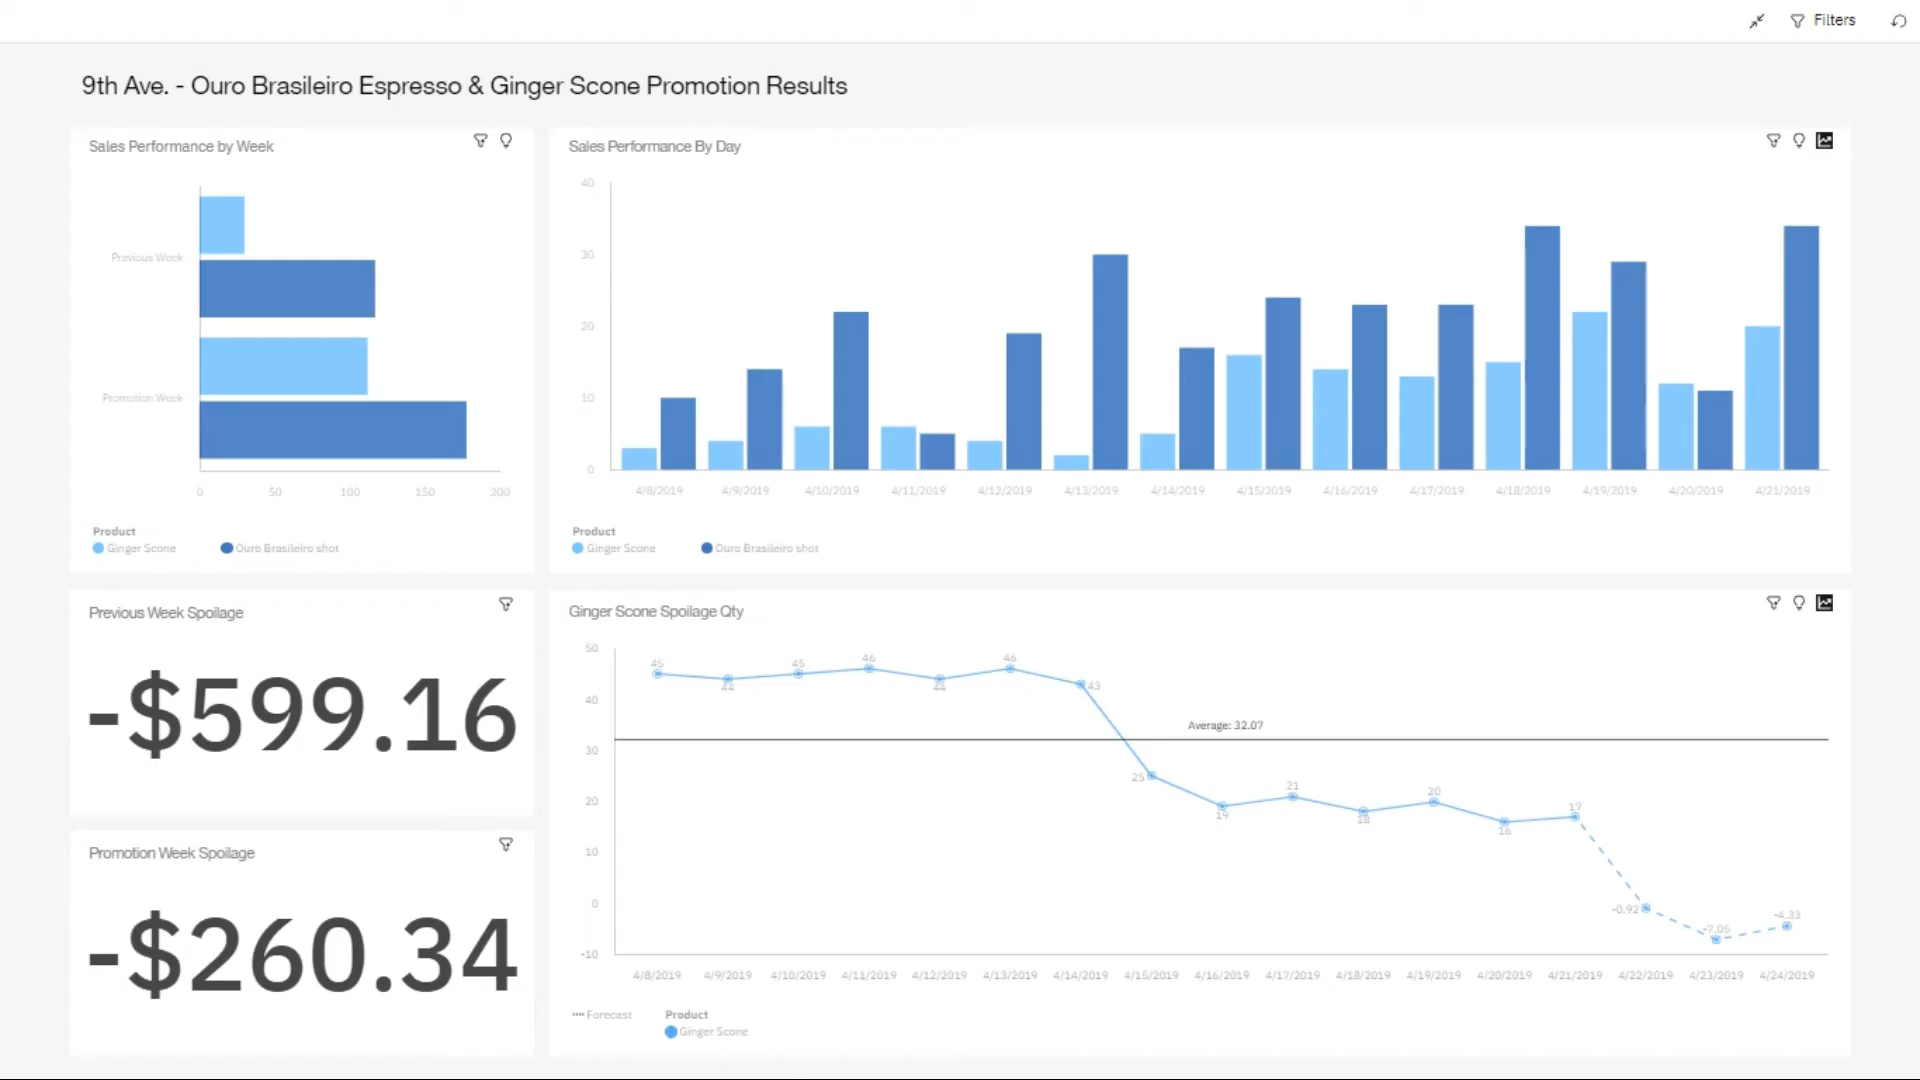 Filters
9th Ave. - Ouro Brasileiro Espresso & Ginger Scone Promotion Results
Sales Performance by Week
Previous Week
Promotion Week
0 50 100 150 200
Product
Ginger Scone Ouro Brasileiro shot
Sales Performance By Day
40
30
20
10
0
4/8/2019 4/9/2019 4/10/2019 4/11/2019 4/12/2019 4/13/2019 4/14/2019 4/15/2019 4/16/2019 4/17/2019 4/18/2019 4/19/2019 4/20/2019 4/21/2019
Product
Ginger Scone Ouro Brasileiro shot
Previous Week Spoilage
-$599.16
Promotion Week Spoilage
-$260.34
Ginger Scone Spoilage Qty
50
40
30
20
10
0
-10
45 44 45 46 44 46 43 25 19 21 18 20 16 17 -0.92 -7.05 -4.33
Average: 32.07
4/8/2019 4/9/2019 4/10/2019 4/11/2019 4/12/2019 4/13/2019 4/14/2019 4/15/2019 4/16/2019 4/17/2019 4/18/2019 4/19/2019 4/20/2019 4/21/2019 4/22/2019 4/23/2019 4/24/2019
Forecast
Product
Ginger Scone